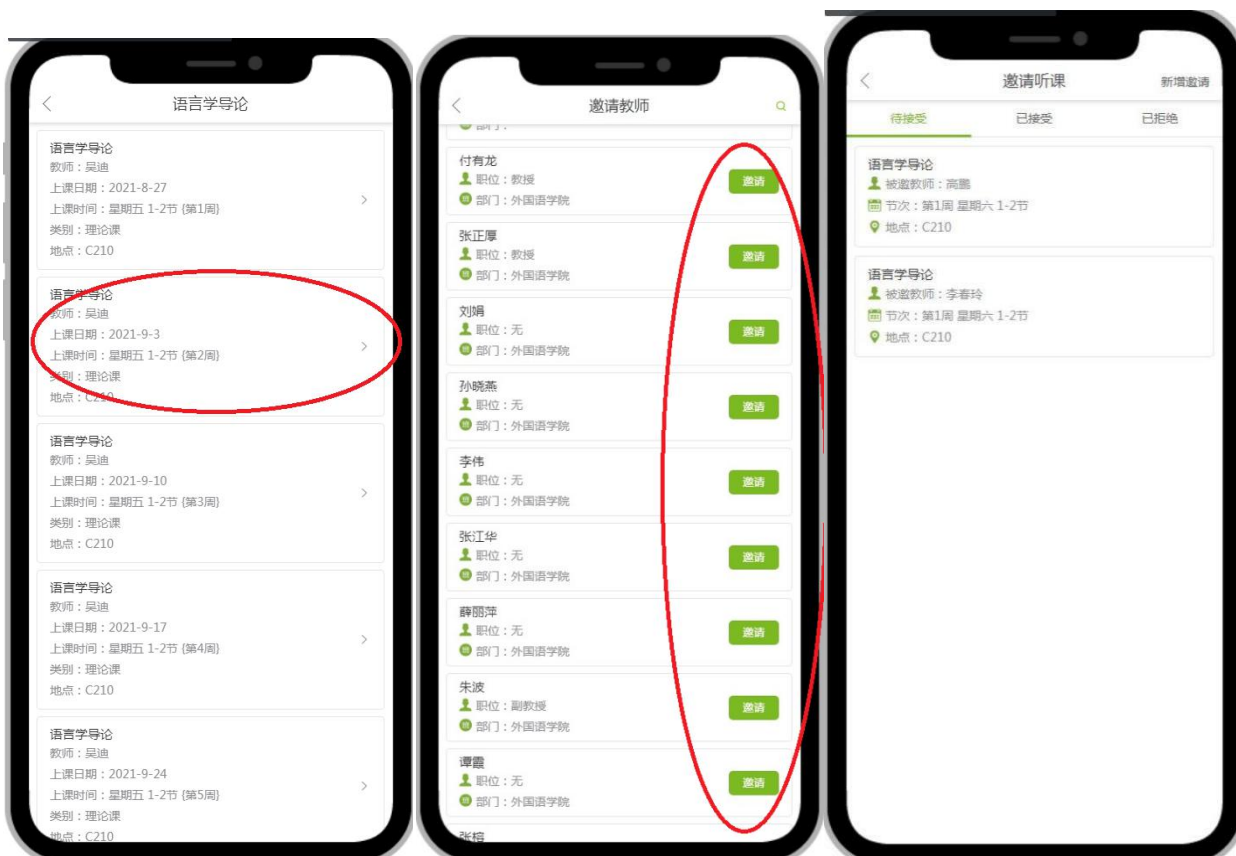 语言学导论
语言学导论
教师：吴迪
上课日期：2021-8-27
上课时间：星期五 1-2节 (第1周)
类别：理论课
地点：C210
语言学导论
教师：吴迪
上课日期：2021-9-3
上课时间：星期五 1-2节 (第2周)
类别：理论课
地点：C210
语言学导论
教师：吴迪
上课日期：2021-9-10
上课时间：星期五 1-2节 (第3周)
类别：理论课
地点：C210
语言学导论
教师：吴迪
上课日期：2021-9-17
上课时间：星期五 1-2节 (第4周)
类别：理论课
地点：C210
语言学导论
教师：吴迪
上课日期：2021-9-24
上课时间：星期五 1-2节 (第5周)
类别：理论课
地点：C210
邀请教师
部门：
付有龙
职位：教授
部门：外国语学院
邀请
张正厚
职位：教授
部门：外国语学院
邀请
刘娟
职位：无
部门：外国语学院
邀请
孙晓燕
职位：无
部门：外国语学院
邀请
李伟
职位：无
部门：外国语学院
邀请
张江华
职位：无
部门：外国语学院
邀请
薛丽萍
职位：无
部门：外国语学院
邀请
朱波
职位：副教授
部门：外国语学院
邀请
谭霞
职位：无
部门：外国语学院
邀请
邀请听课
新增邀请
待接受 已接受 已拒绝
语言学导论
被邀教师：高鹏
节次：第1周 星期六 1-2节
地点：C210
语言学导论
被邀教师：李春玲
节次：第1周 星期六 1-2节
地点：C210